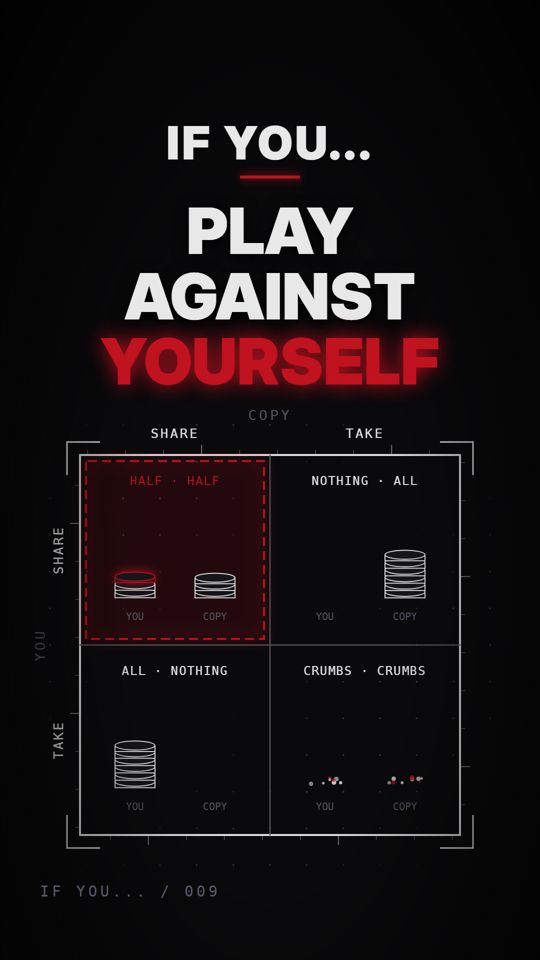 IF YOU...
PLAY
AGAINST
YOURSELF
COPY
SHARE TAKE
YOU
SHARE
TAKE
HALF · HALF
YOU COPY
NOTHING · ALL
YOU COPY
ALL · NOTHING
YOU COPY
CRUMBS · CRUMBS
YOU COPY
IF YOU... / 009